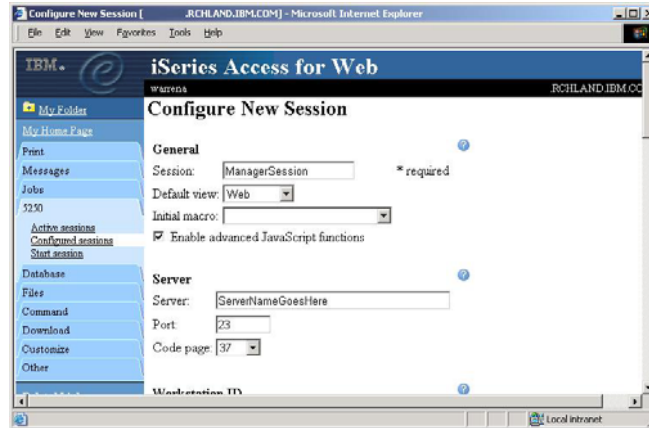 Configure New Session [ .RCHLAND.IBM.COM] - Microsoft Internet Explorer
File Edit View Favorites Tools Help
IBM.
iSeries Access for Web
warrena .RCHLAND.IBM.CO
My Folder
My Home Page
Print
Messages
Jobs
5250
Active sessions
Configured sessions
Start session
Database
Files
Command
Download
Customize
Other
Configure New Session
General
Session: ManagerSession * required
Default view: Web
Initial macro:
Enable advanced JavaScript functions
Server
Server: ServerNameGoesHere
Port: 23
Code page: 37
Workstation ID
Local intranet